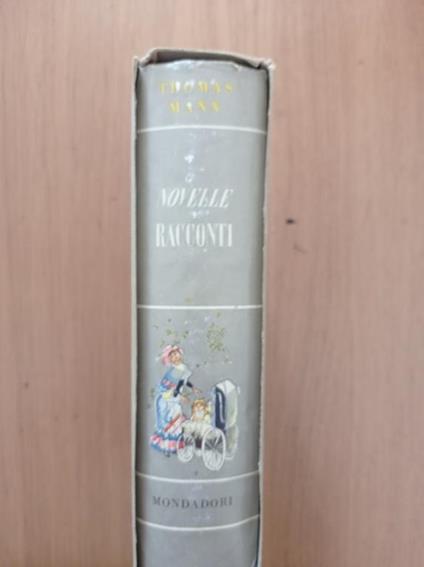 THOMAS
MANN
NOVELLE
RACCONTI
MONDADORI